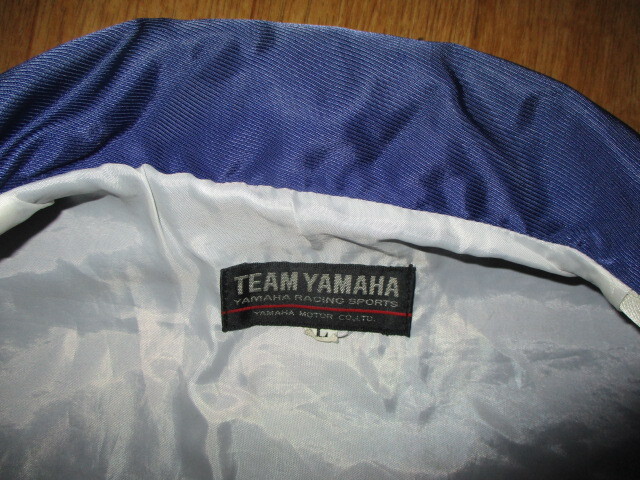 TEAM YAMAHA
YAMAHA RACING SPORTS
YAMAHA MOTOR CO.,LTD.
L